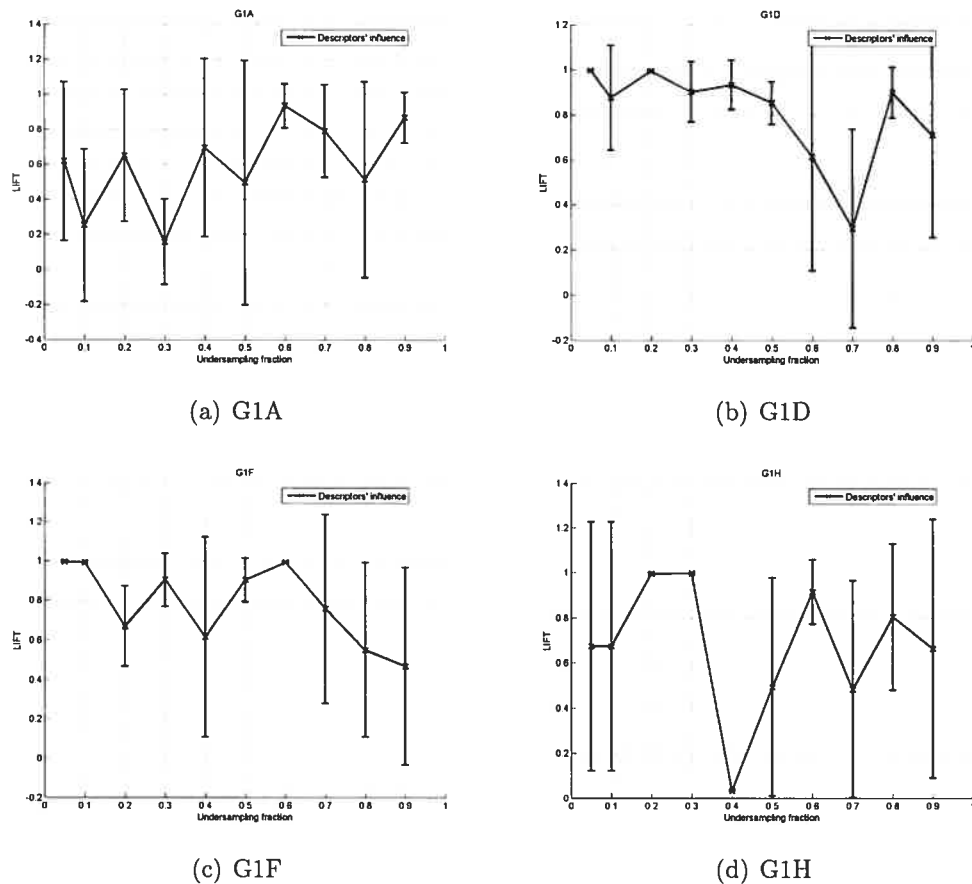 G1A
Descriptors' influence
1.4
1.2
1
0.8
0.6
0.4
0.2
0
-0.2
-0.4
LIFT
0 0.1 0.2 0.3 0.4 0.5 0.6 0.7 0.8 0.9 1
Undersampling fraction
(a) G1A
G1D
Descriptors' influence
1.2
1
0.8
0.6
0.4
0.2
0
-0.2
LIFT
0 0.1 0.2 0.3 0.4 0.5 0.6 0.7 0.8 0.9 1
Undersampling fraction
(b) G1D
G1F
Descriptors' influence
1.4
1.2
1
0.8
0.6
0.4
0.2
0
-0.2
LIFT
0 0.1 0.2 0.3 0.4 0.5 0.6 0.7 0.8 0.9 1
Undersampling fraction
(c) G1F
G1H
Descriptors' influence
1.4
1.2
1
0.8
0.6
0.4
0.2
0
LIFT
0 0.1 0.2 0.3 0.4 0.5 0.6 0.7 0.8 0.9 1
Undersampling fraction
(d) G1H